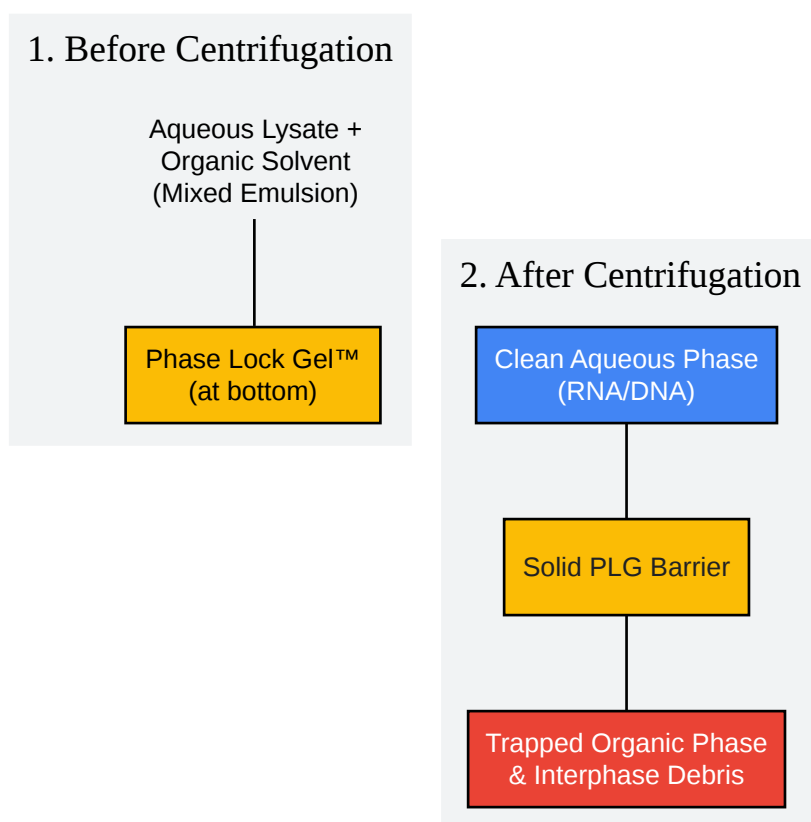 1. Before Centrifugation
Aqueous Lysate +
Organic Solvent
(Mixed Emulsion)
Phase Lock Gel™
(at bottom)
2. After Centrifugation
Clean Aqueous Phase
(RNA/DNA)
Solid PLG Barrier
Trapped Organic Phase
& Interphase Debris